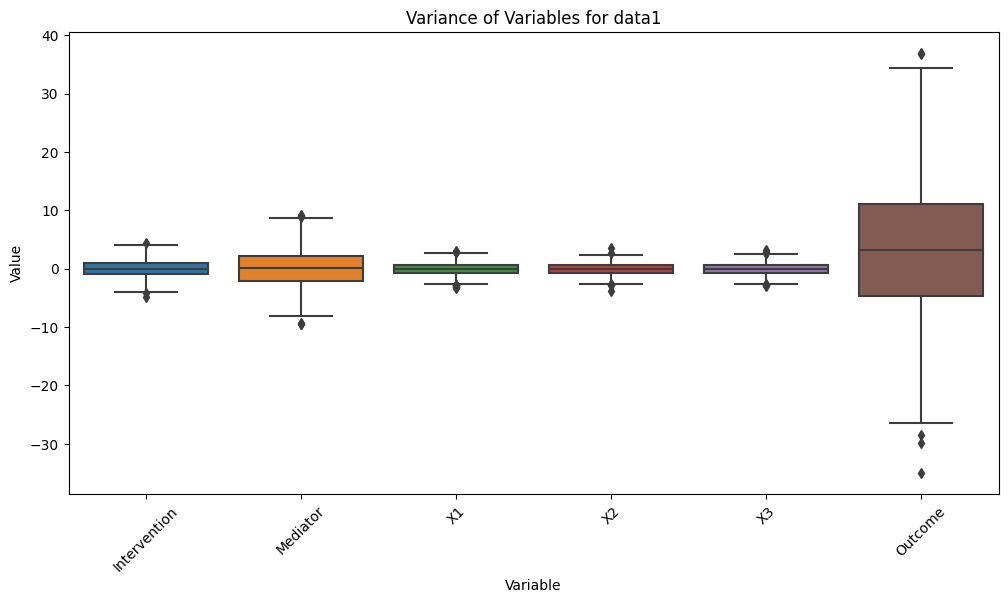 Variance of Variables for data1
40
30
20
10
0
−10
−20
−30
Value
Intervention
Mediator
X1
X2
X3
Outcome
Variable